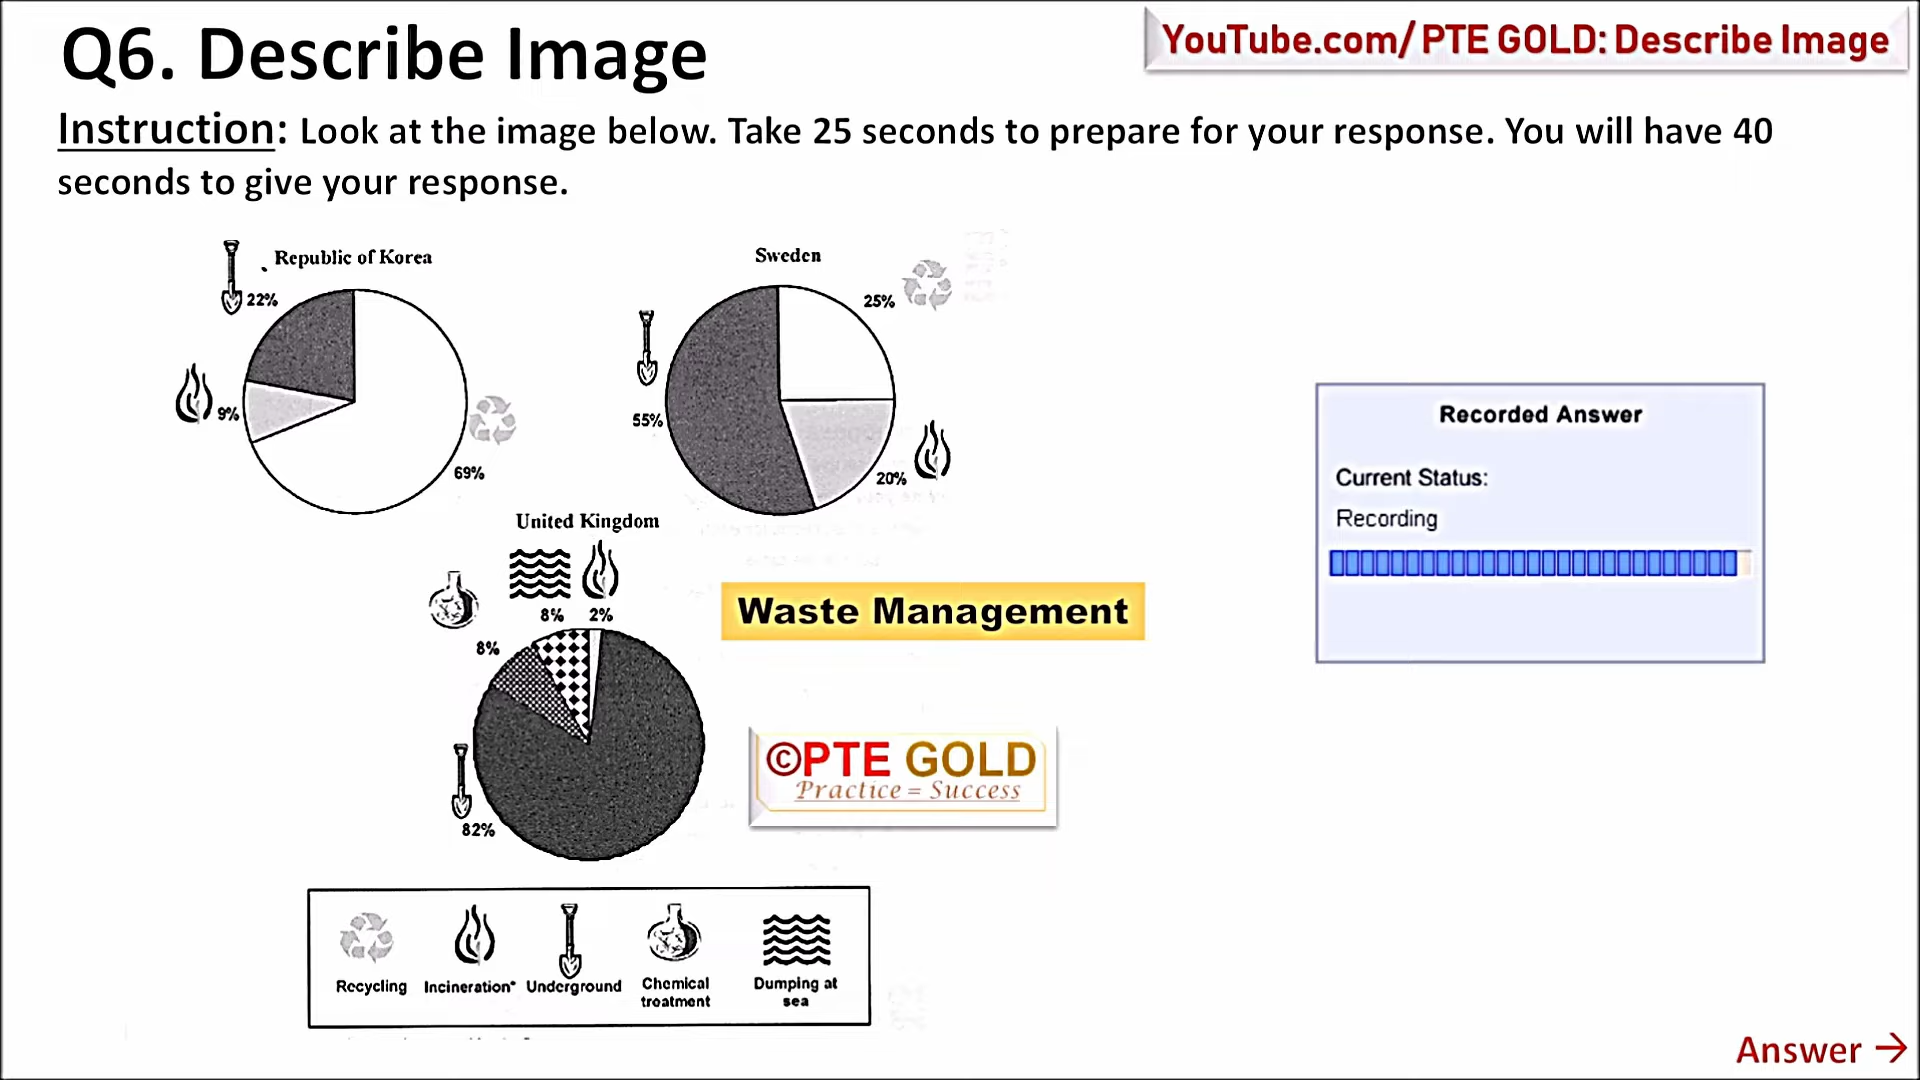 Q6. Describe Image
YouTube.com/ PTE GOLD: Describe Image
Instruction: Look at the image below. Take 25 seconds to prepare for your response. You will have 40
seconds to give your response.
Republic of Korea
22%
9%
69%
Sweden
25%
55%
20%
United Kingdom
8% 2%
8%
82%
Waste Management
©PTE GOLD
Practice = Success
Recorded Answer
Current Status:
Recording
Recycling Incineration* Underground Chemical treatment Dumping at sea
Answer →